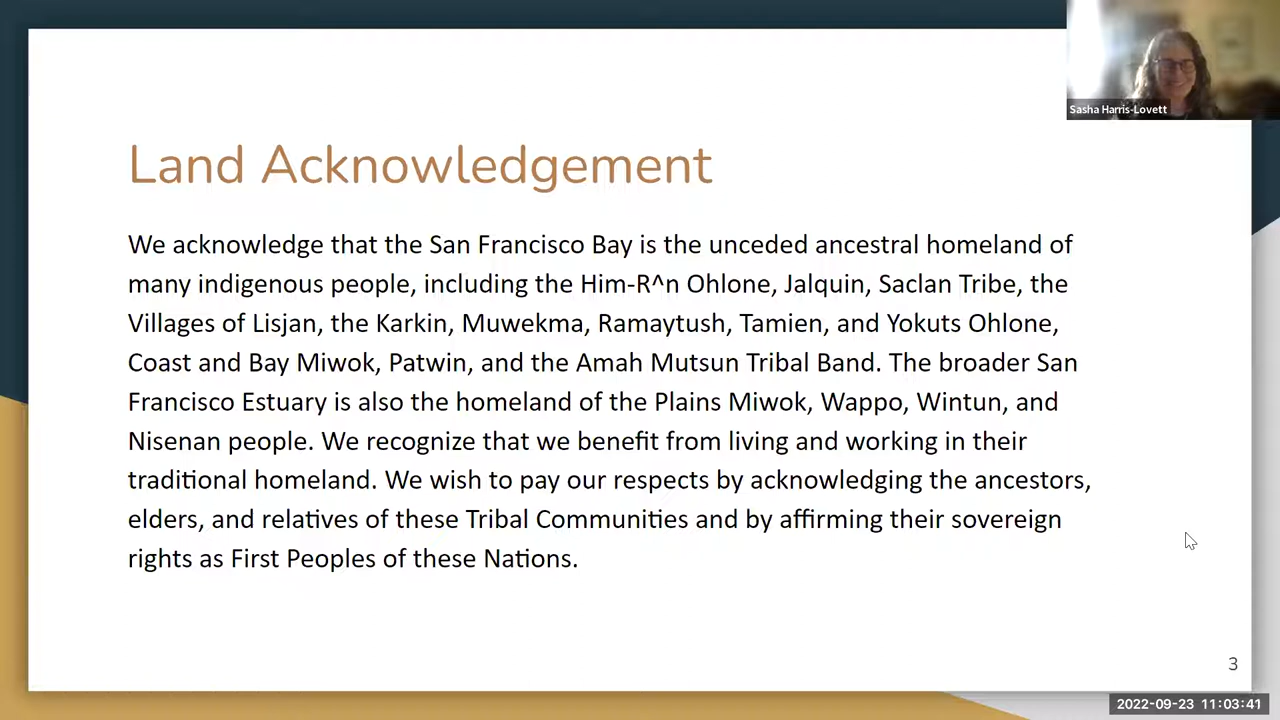 Sasha Harris-Lovett
Land Acknowledgement
We acknowledge that the San Francisco Bay is the unceded ancestral homeland of
many indigenous people, including the Him-R^n Ohlone, Jalquin, Saclan Tribe, the
Villages of Lisjan, the Karkin, Muwekma, Ramaytush, Tamien, and Yokuts Ohlone,
Coast and Bay Miwok, Patwin, and the Amah Mutsun Tribal Band. The broader San
Francisco Estuary is also the homeland of the Plains Miwok, Wappo, Wintun, and
Nisenan people. We recognize that we benefit from living and working in their
traditional homeland. We wish to pay our respects by acknowledging the ancestors,
elders, and relatives of these Tribal Communities and by affirming their sovereign
rights as First Peoples of these Nations.
3
2022-09-23 11:03:41